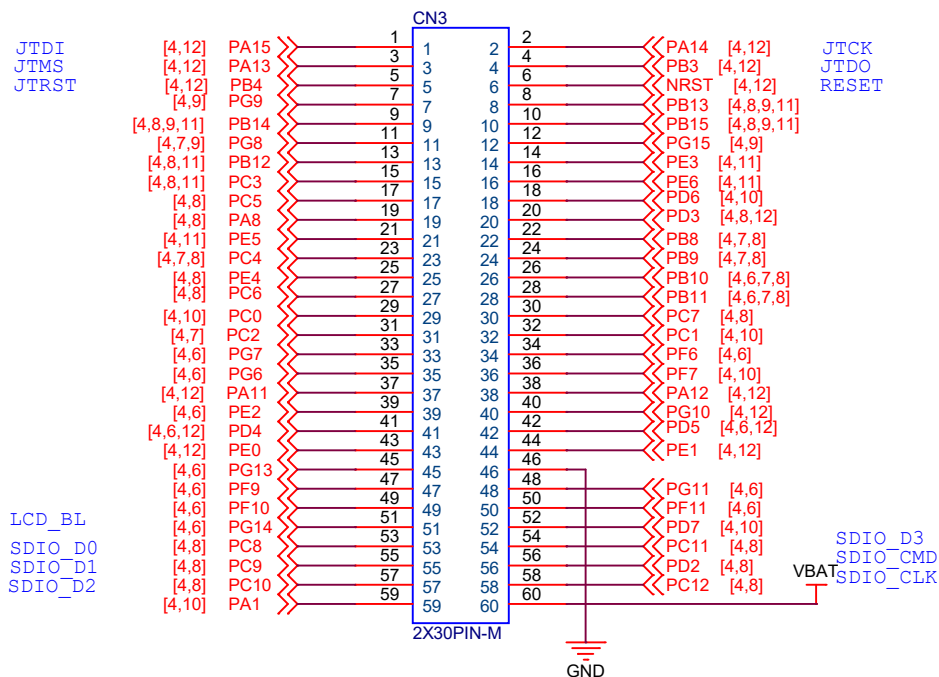 CN3
JTDI [4,12] PA15 1 1 2 2 PA14 [4,12] JTCK
JTMS [4,12] PA13 3 3 4 4 PB3 [4,12] JTDO
JTRST [4,12] PB4 5 5 6 6 NRST [4,12] RESET
[4,9] PG9 7 7 8 8 PB13 [4,8,9,11]
[4,8,9,11] PB14 9 9 10 10 PB15 [4,8,9,11]
[4,7,9] PG8 11 11 12 12 PG15 [4,9]
[4,8,11] PB12 13 13 14 14 PE3 [4,11]
[4,8,11] PC3 15 15 16 16 PE6 [4,11]
[4,8] PC5 17 17 18 18 PD6 [4,10]
[4,8] PA8 19 19 20 20 PD3 [4,8,12]
[4,11] PE5 21 21 22 22 PB8 [4,7,8]
[4,7,8] PC4 23 23 24 24 PB9 [4,7,8]
[4,8] PE4 25 25 26 26 PB10 [4,6,7,8]
[4,8] PC6 27 27 28 28 PB11 [4,6,7,8]
[4,10] PC0 29 29 30 30 PC7 [4,8]
[4,7] PC2 31 31 32 32 PC1 [4,10]
[4,6] PG7 33 33 34 34 PF6 [4,6]
[4,6] PG6 35 35 36 36 PF7 [4,10]
[4,12] PA11 37 37 38 38 PA12 [4,12]
[4,6] PE2 39 39 40 40 PG10 [4,12]
[4,6,12] PD4 41 41 42 42 PD5 [4,6,12]
[4,12] PE0 43 43 44 44 PE1 [4,12]
[4,6] PG13 45 45 46 46
[4,6] PF9 47 47 48 48 PG11 [4,6]
[4,6] PF10 49 49 50 50 PF11 [4,6]
LCD_BL [4,6] PG14 51 51 52 52 PD7 [4,10]
SDIO_D0 [4,8] PC8 53 53 54 54 PC11 [4,8] SDIO_D3
SDIO_D1 [4,8] PC9 55 55 56 56 PD2 [4,8] SDIO_CMD
SDIO_D2 [4,8] PC10 57 57 58 58 PC12 [4,8] VBAT SDIO_CLK
[4,10] PA1 59 59 60 60
2X30PIN-M
GND